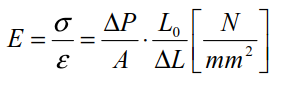 E = σ/ε = ΔP/A · L₀/ΔL [N/mm²]